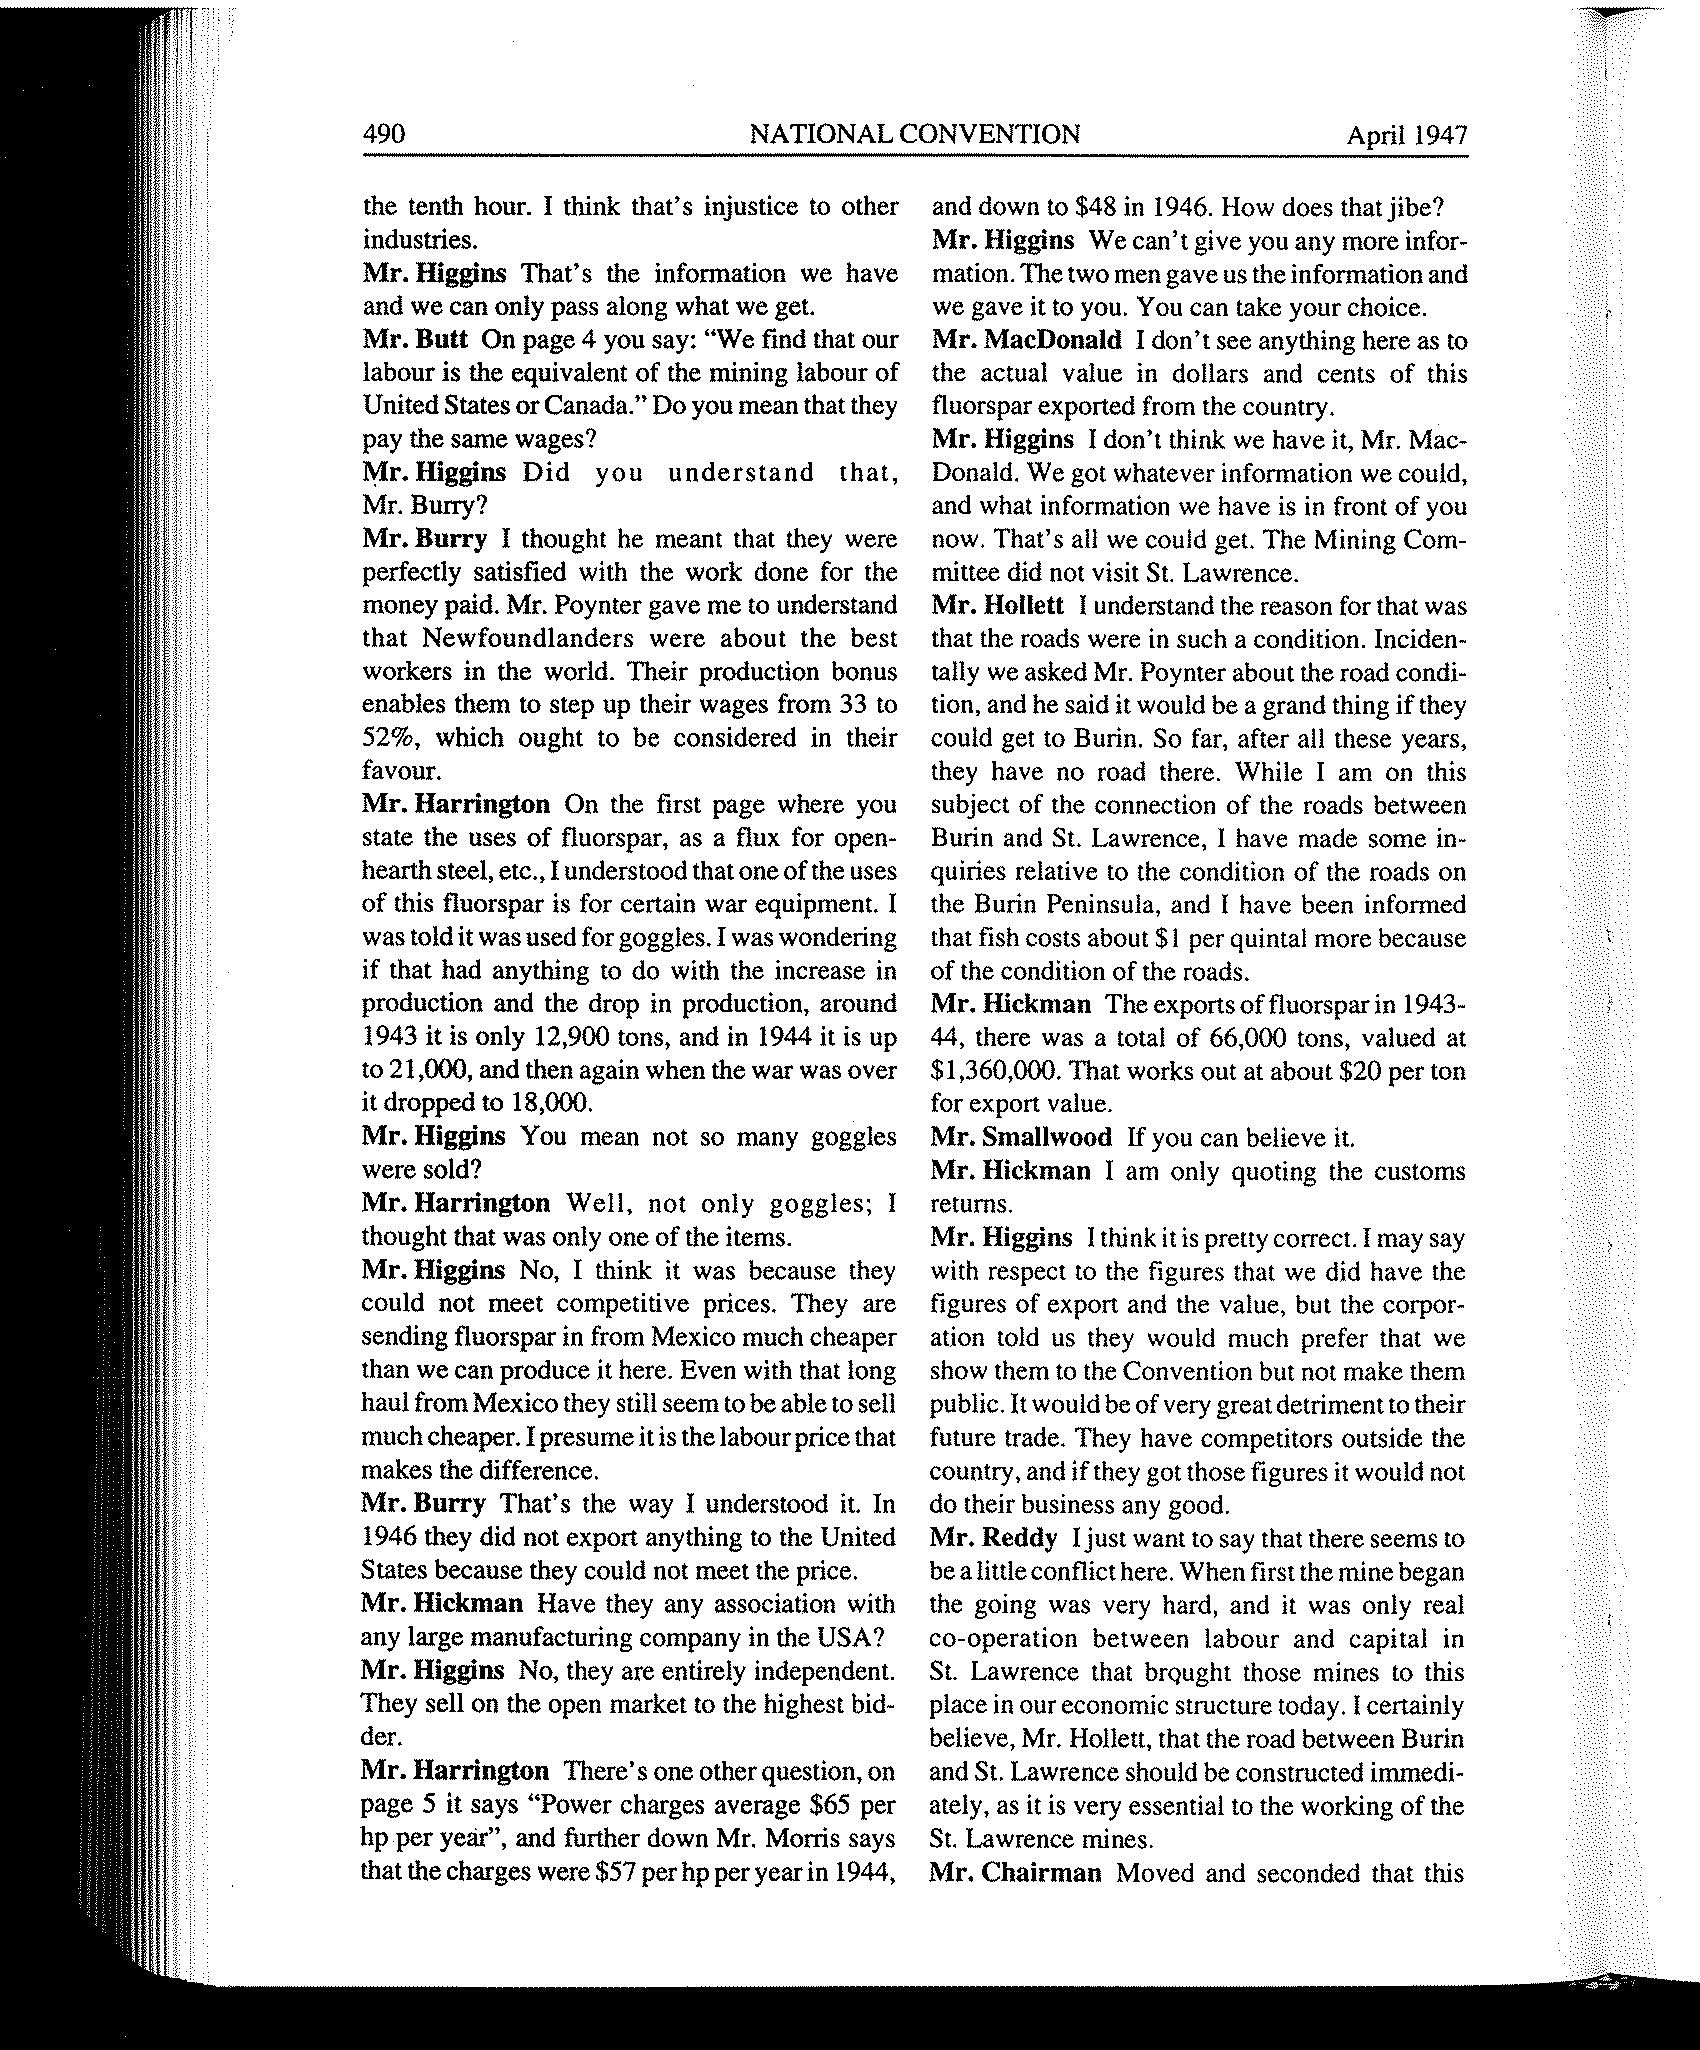 490 NATIONAL CONVENTION April 1947
the tenth hour. I think that's injustice to other
industries.
Mr. Higgins That's the information we have
and we can only pass along what we get.
Mr. Butt On page 4 you say: "We find that our
labour is the equivalent of the mining labour of
United States or Canada." Do you mean that they
pay the same wages?
Mr. Higgins Did you understand that,
Mr. Burry?
Mr. Burry I thought he meant that they were
perfectly satisfied with the work done for the
money paid. Mr. Poynter gave me to understand
that Newfoundlanders were about the best
workers in the world. Their production bonus
enables them to step up their wages from 33 to
52%, which ought to be considered in their
favour.
Mr. Harrington On the first page where you
state the uses of fluorspar, as a flux for open-
hearth steel, etc., I understood that one of the uses
of this fluorspar is for certain war equipment. I
was told it was used for goggles. I was wondering
if that had anything to do with the increase in
production and the drop in production, around
1943 it is only 12,900 tons, and in 1944 it is up
to 21,000, and then again when the war was over
it dropped to 18,000.
Mr. Higgins You mean not so many goggles
were sold?
Mr. Harrington Well, not only goggles; I
thought that was only one of the items.
Mr. Higgins No, I think it was because they
could not meet competitive prices. They are
sending fluorspar in from Mexico much cheaper
than we can produce it here. Even with that long
haul from Mexico they still seem to be able to sell
much cheaper. I presume it is the labour price that
makes the difference.
Mr. Burry That's the way I understood it. In
1946 they did not export anything to the United
States because they could not meet the price.
Mr. Hickman Have they any association with
any large manufacturing company in the USA?
Mr. Higgins No, they are entirely independent.
They sell on the open market to the highest bid-
der.
Mr. Harrington There's one other question, on
page 5 it says "Power charges average $65 per
hp per year", and further down Mr. Morris says
that the charges were $57 per hp per year in 1944,
and down to $48 in 1946. How does that jibe?
Mr. Higgins We can't give you any more infor-
mation. The two men gave us the information and
we gave it to you. You can take your choice.
Mr. MacDonald I don't see anything here as to
the actual value in dollars and cents of this
fluorspar exported from the country.
Mr. Higgins I don't think we have it, Mr. Mac-
Donald. We got whatever information we could,
and what information we have is in front of you
now. That's all we could get. The Mining Com-
mittee did not visit St. Lawrence.
Mr. Hollett I understand the reason for that was
that the roads were in such a condition. Inciden-
tally we asked Mr. Poynter about the road condi-
tion, and he said it would be a grand thing if they
could get to Burin. So far, after all these years,
they have no road there. While I am on this
subject of the connection of the roads between
Burin and St. Lawrence, I have made some in-
quiries relative to the condition of the roads on
the Burin Peninsula, and I have been informed
that fish costs about $1 per quintal more because
of the condition of the roads.
Mr. Hickman The exports of fluorspar in 1943-
44, there was a total of 66,000 tons, valued at
$1,360,000. That works out at about $20 per ton
for export value.
Mr. Smallwood If you can believe it.
Mr. Hickman I am only quoting the customs
returns.
Mr. Higgins I think it is pretty correct. I may say
with respect to the figures that we did have the
figures of export and the value, but the corpor-
ation told us they would much prefer that we
show them to the Convention but not make them
public. It would be of very great detriment to their
future trade. They have competitors outside the
country, and if they got those figures it would not
do their business any good.
Mr. Reddy I just want to say that there seems to
be a little conflict here. When first the mine began
the going was very hard, and it was only real
co-operation between labour and capital in
St. Lawrence that brought those mines to this
place in our economic structure today. I certainly
believe, Mr. Hollett, that the road between Burin
and St. Lawrence should be constructed immedi-
ately, as it is very essential to the working of the
St. Lawrence mines.
Mr. Chairman Moved and seconded that this